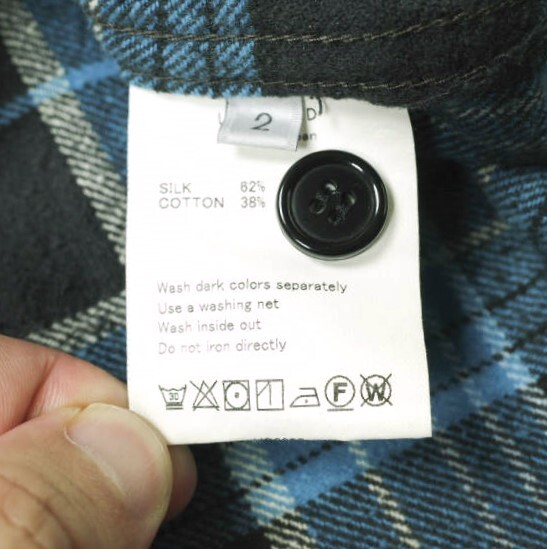 2
SILK 62%
COTTON 38%
Wash dark colors separately
Use a washing net
Wash inside out
Do not iron directly
30 F W